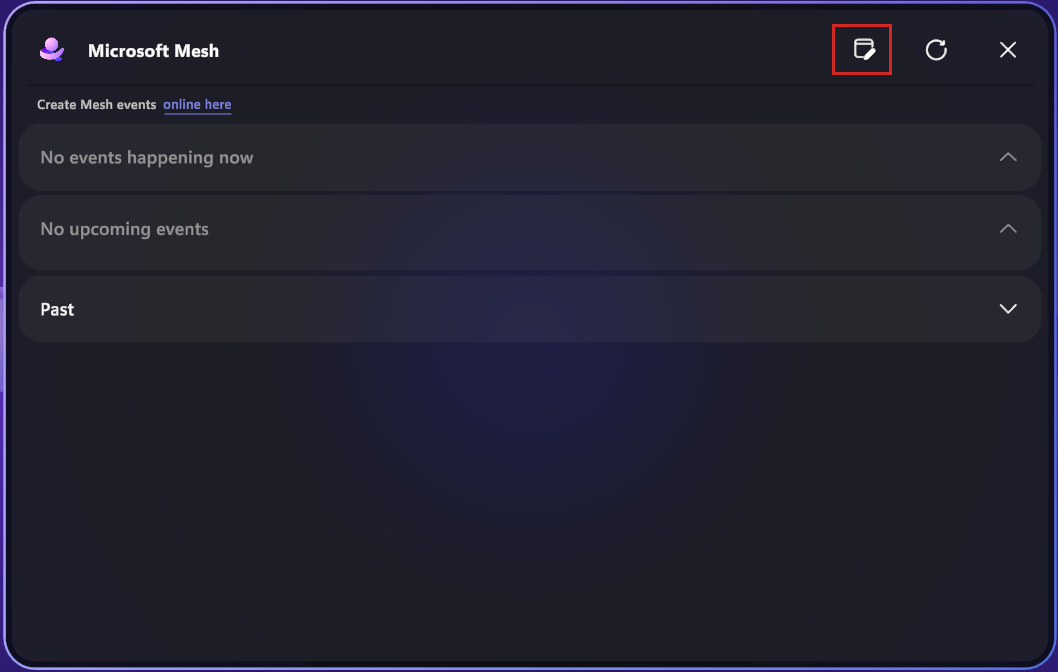 Microsoft Mesh
Create Mesh events online here
No events happening now
No upcoming events
Past